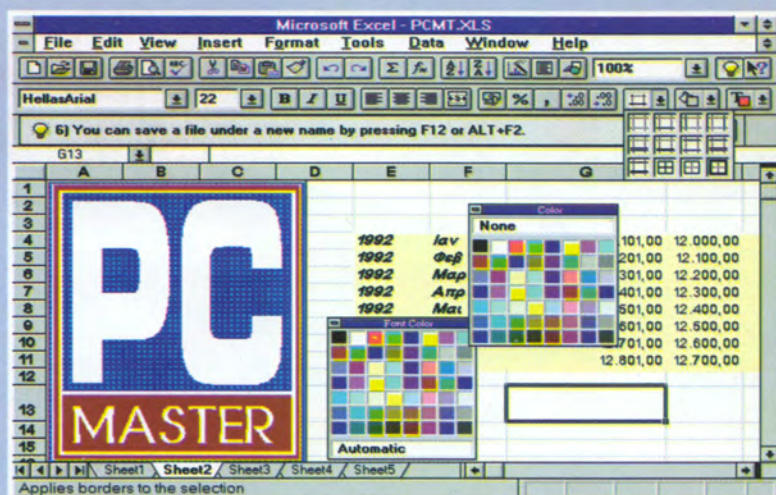 Microsoft Excel - PCMT.XLS
File Edit View Insert Format Tools Data Window Help
100%
HellasArial 22 B I U % ,
6) You can save a file under a new name by pressing F12 or ALT+F2.
G13
A B C D E F G
1
2
3
4 1992 Ιαν .101,00 12.000,00
5 1992 Φεβ 201,00 12.100,00
6 1992 Μαρ 301,00 12.200,00
7 1992 Απρ 401,00 12.300,00
8 1992 Μαι 501,00 12.400,00
9 601,00 12.500,00
10 .701,00 12.600,00
11 12.801,00 12.700,00
12
13
14
15
PC
MASTER
Color
None
Font Color
Automatic
Sheet1 Sheet2 Sheet3 Sheet4 Sheet5
Applies borders to the selection